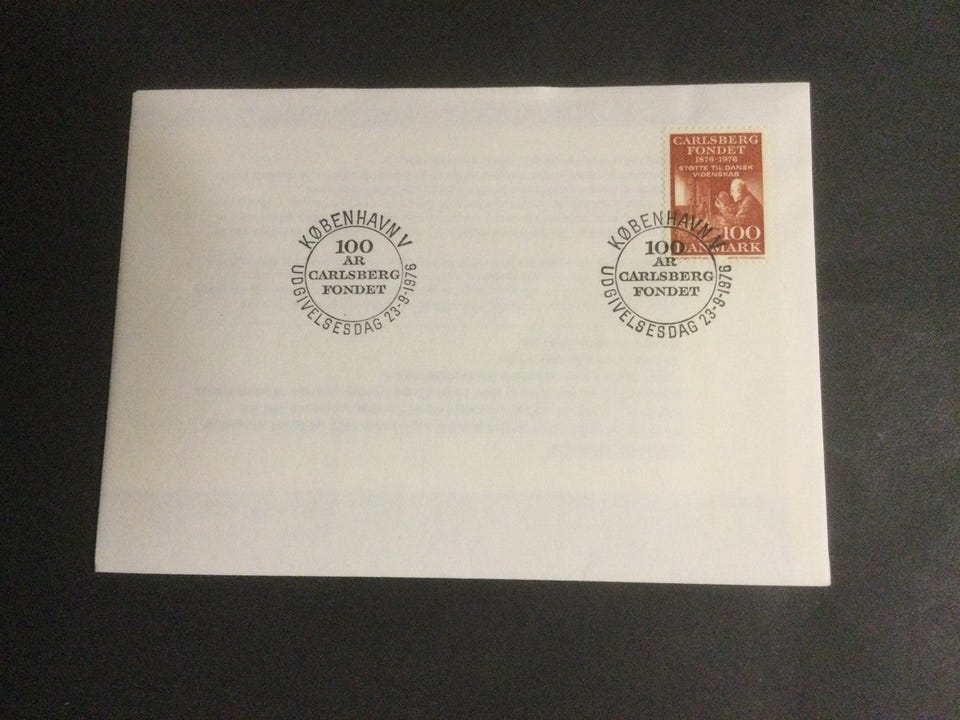 KØBENHAVN V
100
ÅR
CARLSBERG
FONDET
UDGIVELSESDAG 23-9-1976
CARLSBERG
FONDET
1876-1976
STØTTE TIL DANSK
VIDENSKAB
100
DANMARK
KØBENHAVN V
100
ÅR
CARLSBERG
FONDET
UDGIVELSESDAG 23-9-1976